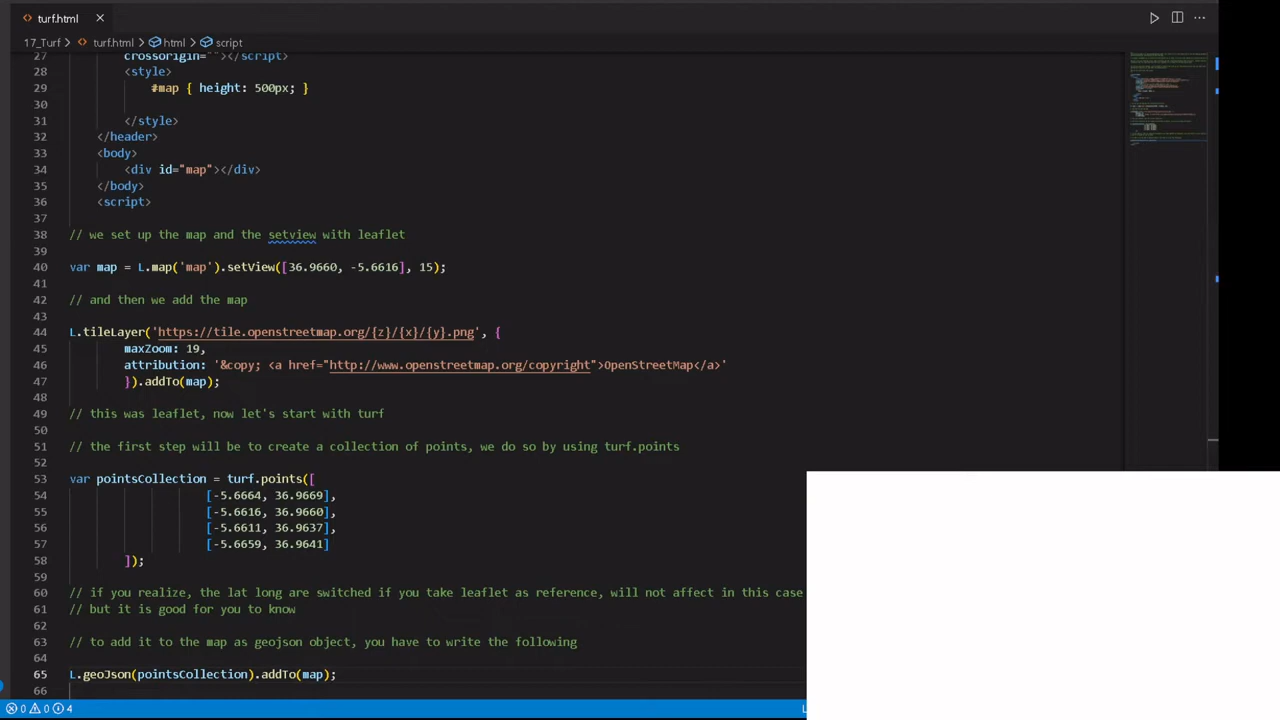 turf.html
17_Turf > turf.html > html > script
27 crossorigin=""></script>
28 <style>
29 #map { height: 500px; }
30
31 </style>
32 </header>
33 <body>
34 <div id="map"></div>
35 </body>
36 <script>
37
38 // we set up the map and the setview with leaflet
39
40 var map = L.map('map').setView([36.9660, -5.6616], 15);
41
42 // and then we add the map
43
44 L.tileLayer('https://tile.openstreetmap.org/{z}/{x}/{y}.png', {
45 maxZoom: 19,
46 attribution: '&copy; <a href="http://www.openstreetmap.org/copyright">OpenStreetMap</a>'
47 }).addTo(map);
48
49 // this was leaflet, now let's start with turf
50
51 // the first step will be to create a collection of points, we do so by using turf.points
52
53 var pointsCollection = turf.points([
54 [-5.6664, 36.9669],
55 [-5.6616, 36.9660],
56 [-5.6611, 36.9637],
57 [-5.6659, 36.9641]
58 ]);
59
60 // if you realize, the lat long are switched if you take leaflet as reference, will not affect in this case
61 // but it is good for you to know
62
63 // to add it to the map as geojson object, you have to write the following
64
65 L.geoJson(pointsCollection).addTo(map);
66
0 0 4